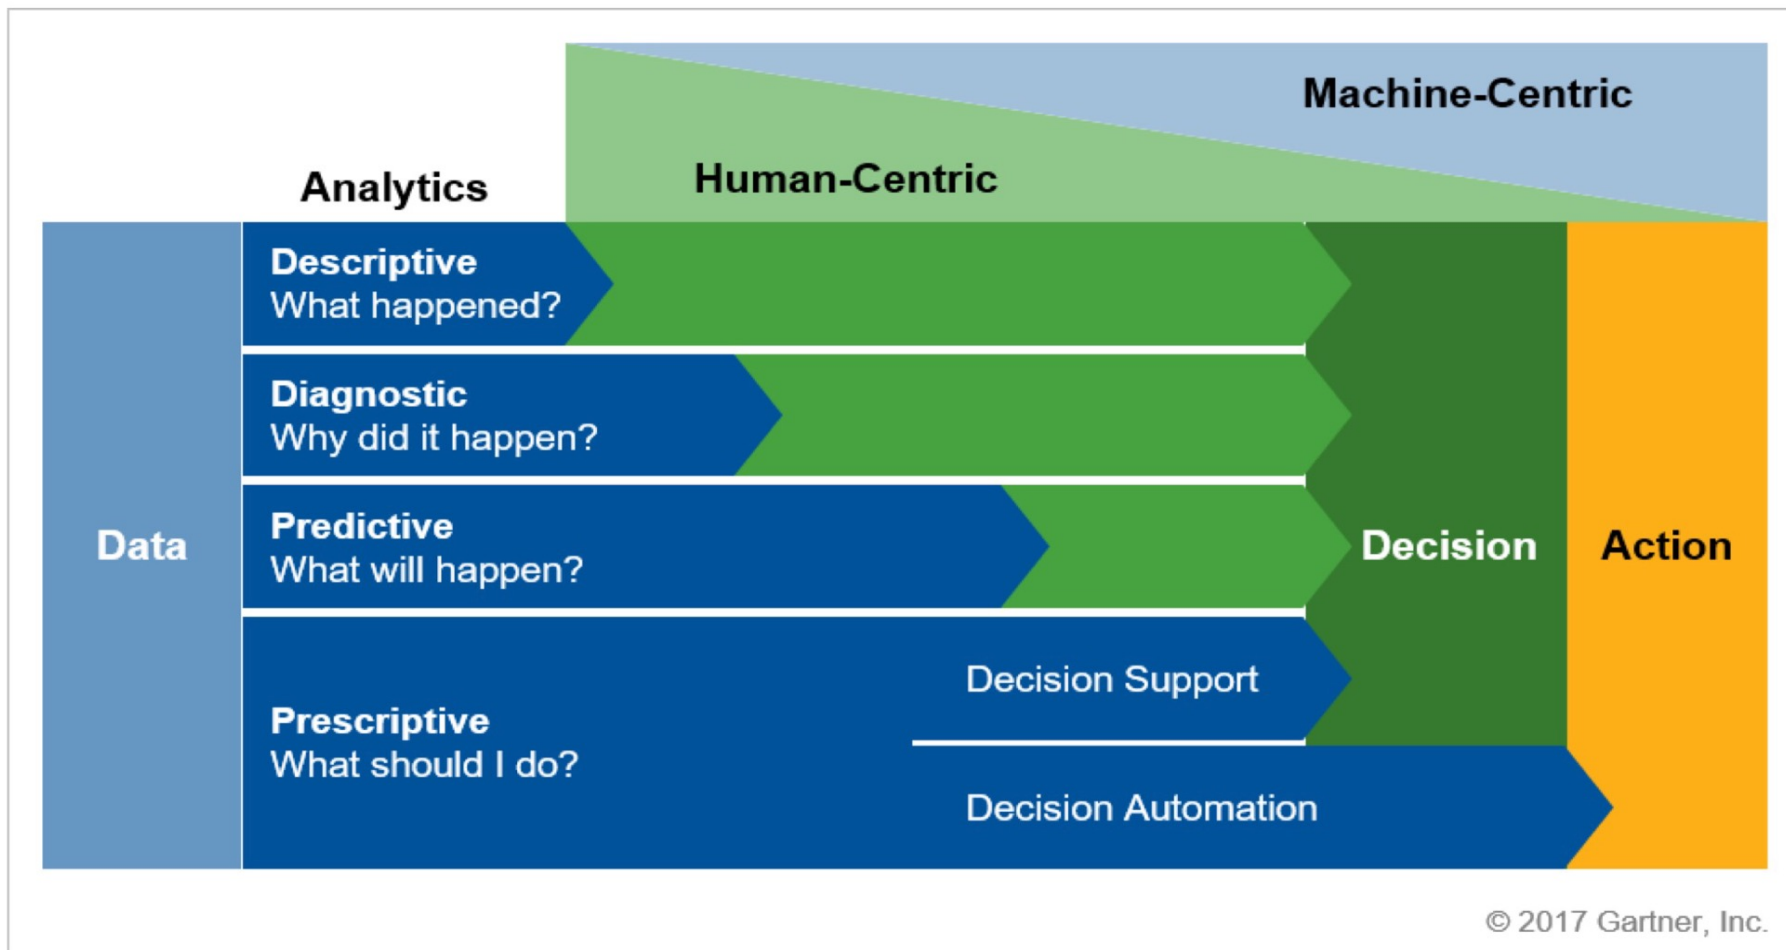 Machine-Centric
Human-Centric
Analytics
Data
Descriptive
What happened?
Diagnostic
Why did it happen?
Predictive
What will happen?
Prescriptive
What should I do?
Decision Support
Decision Automation
Decision
Action
© 2017 Gartner, Inc.